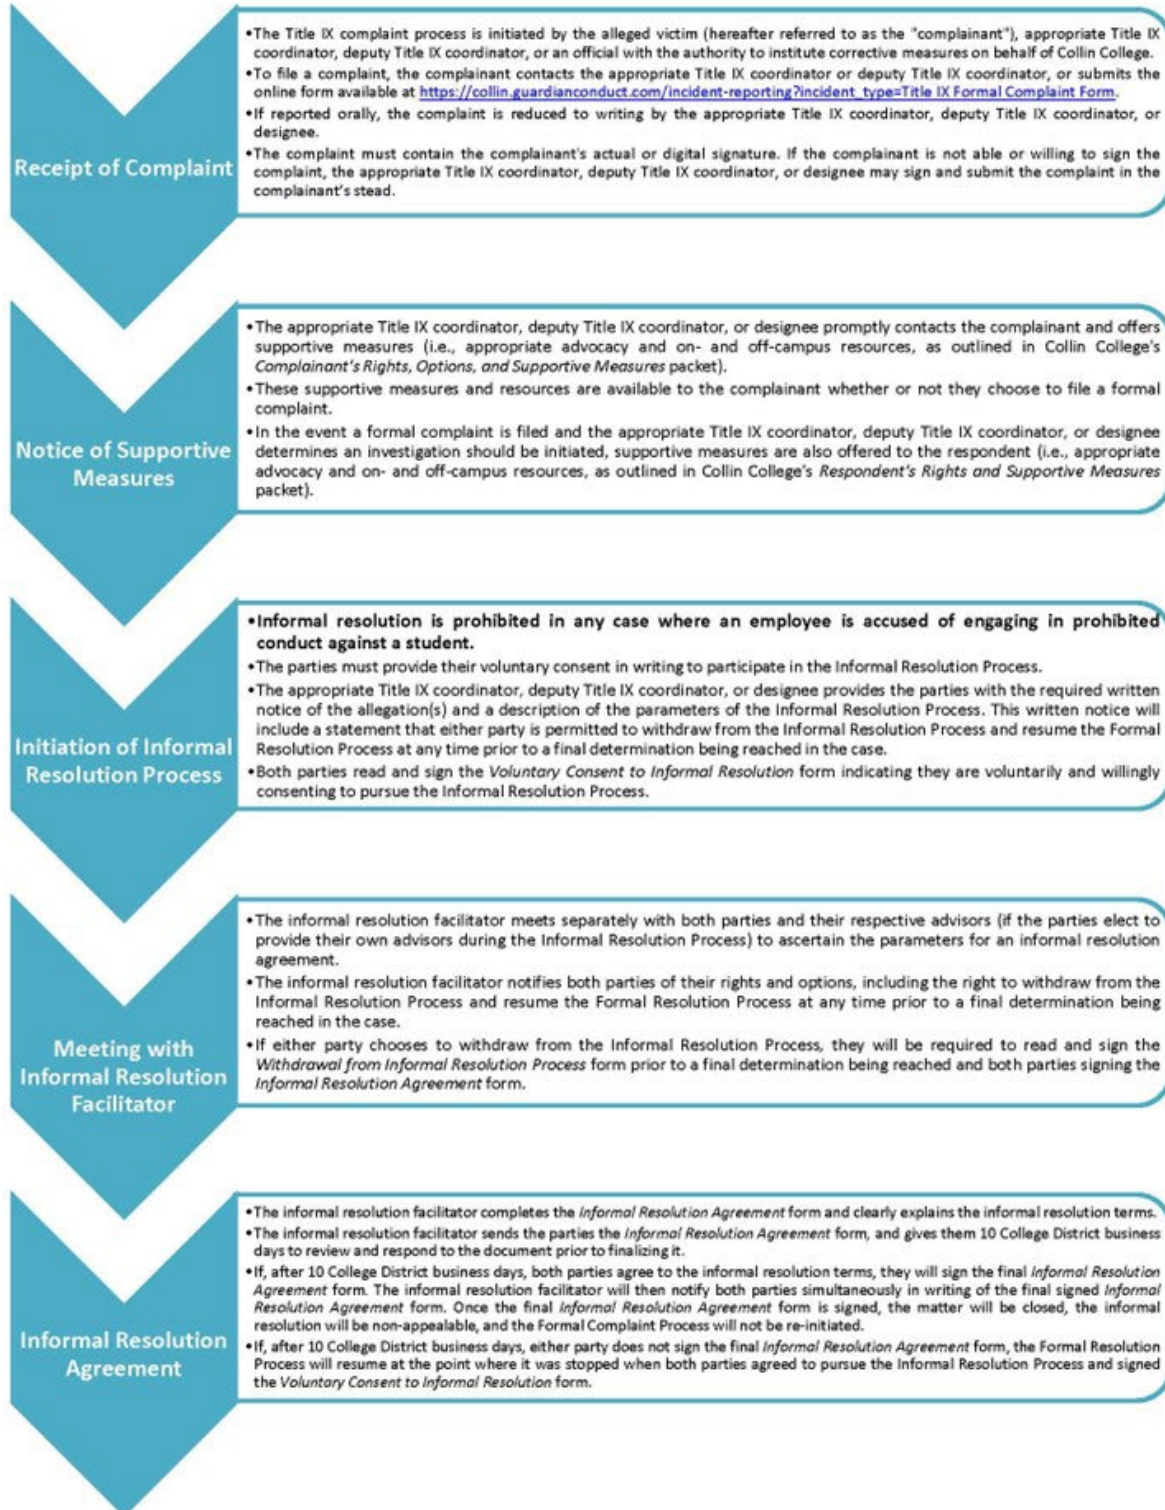 •The Title IX complaint process is initiated by the alleged victim (hereafter referred to as the "complainant"), appropriate Title IX
coordinator, deputy Title IX coordinator, or an official with the authority to institute corrective measures on behalf of Collin College.
•To file a complaint, the complainant contacts the appropriate Title IX coordinator or deputy Title IX coordinator, or submits the
online form available at https://collin.guardianconduct.com/incident-reporting?incident_type=Title IX Formal Complaint Form.
•If reported orally, the complaint is reduced to writing by the appropriate Title IX coordinator, deputy Title IX coordinator, or
designee.
•The complaint must contain the complainant's actual or digital signature. If the complainant is not able or willing to sign the
complaint, the appropriate Title IX coordinator, deputy Title IX coordinator, or designee may sign and submit the complaint in the
complainant's stead.
Receipt of Complaint
•The appropriate Title IX coordinator, deputy Title IX coordinator, or designee promptly contacts the complainant and offers
supportive measures (i.e., appropriate advocacy and on- and off-campus resources, as outlined in Collin College's
Complainant's Rights, Options, and Supportive Measures packet).
•These supportive measures and resources are available to the complainant whether or not they choose to file a formal
complaint.
•In the event a formal complaint is filed and the appropriate Title IX coordinator, deputy Title IX coordinator, or designee
determines an investigation should be initiated, supportive measures are also offered to the respondent (i.e., appropriate
advocacy and on- and off-campus resources, as outlined in Collin College's Respondent's Rights and Supportive Measures
packet).
Notice of Supportive
Measures
•Informal resolution is prohibited in any case where an employee is accused of engaging in prohibited
conduct against a student.
•The parties must provide their voluntary consent in writing to participate in the Informal Resolution Process.
•The appropriate Title IX coordinator, deputy Title IX coordinator, or designee provides the parties with the required written
notice of the allegation(s) and a description of the parameters of the Informal Resolution Process. This written notice will
include a statement that either party is permitted to withdraw from the Informal Resolution Process and resume the Formal
Resolution Process at any time prior to a final determination being reached in the case.
•Both parties read and sign the Voluntary Consent to Informal Resolution form indicating they are voluntarily and willingly
consenting to pursue the Informal Resolution Process.
Initiation of Informal
Resolution Process
•The informal resolution facilitator meets separately with both parties and their respective advisors (if the parties elect to
provide their own advisors during the Informal Resolution Process) to ascertain the parameters for an informal resolution
agreement.
•The informal resolution facilitator notifies both parties of their rights and options, including the right to withdraw from the
Informal Resolution Process and resume the Formal Resolution Process at any time prior to a final determination being
reached in the case.
•If either party chooses to withdraw from the Informal Resolution Process, they will be required to read and sign the
Withdrawal from Informal Resolution Process form prior to a final determination being reached and both parties signing the
Informal Resolution Agreement form.
Meeting with
Informal Resolution
Facilitator
•The informal resolution facilitator completes the Informal Resolution Agreement form and clearly explains the informal resolution terms.
•The informal resolution facilitator sends the parties the Informal Resolution Agreement form, and gives them 10 College District business
days to review and respond to the document prior to finalizing it.
•If, after 10 College District business days, both parties agree to the informal resolution terms, they will sign the final Informal Resolution
Agreement form. The informal resolution facilitator will then notify both parties simultaneously in writing of the final signed Informal
Resolution Agreement form. Once the final Informal Resolution Agreement form is signed, the matter will be closed, the informal
resolution will be non-appealable, and the Formal Complaint Process will not be re-initiated.
•If, after 10 College District business days, either party does not sign the final Informal Resolution Agreement form, the Formal Resolution
Process will resume at the point where it was stopped when both parties agreed to pursue the Informal Resolution Process and signed
the Voluntary Consent to Informal Resolution form.
Informal Resolution
Agreement